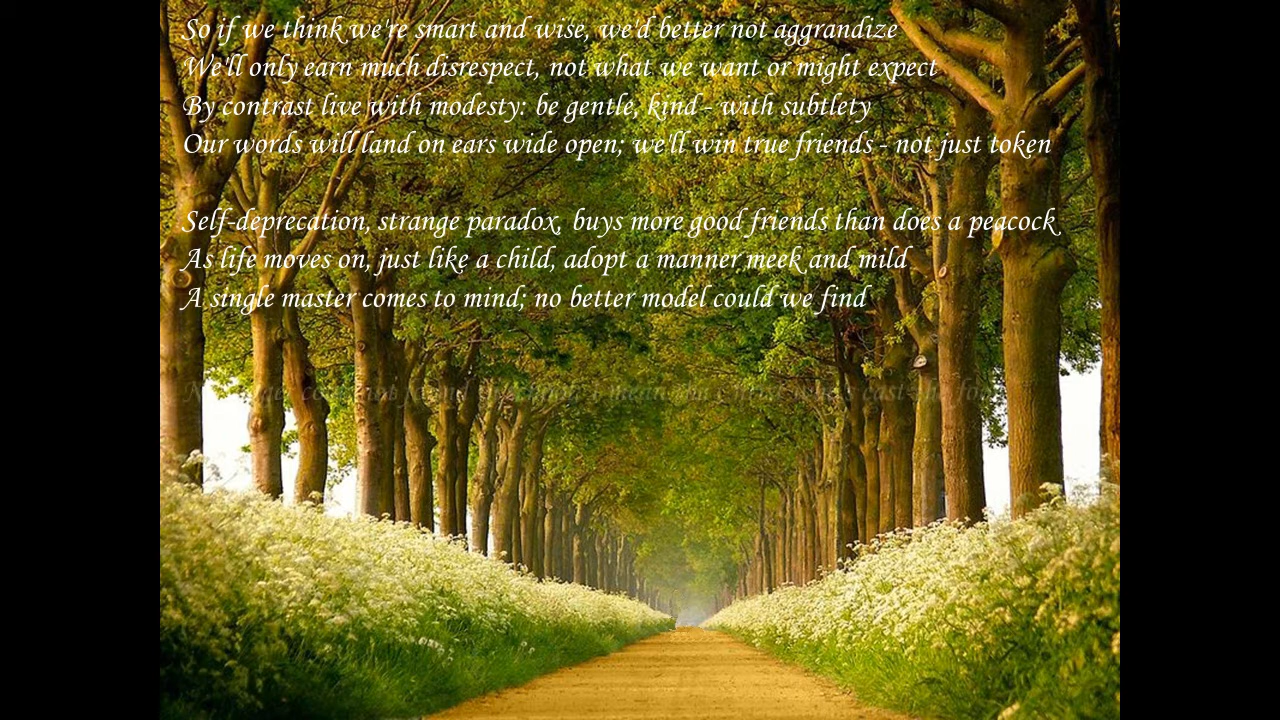 So if we think we're smart and wise, we'd better not aggrandize
We'll only earn much disrespect, not what we want or might expect
By contrast live with modesty: be gentle, kind - with subtlety
Our words will land on ears wide open; we'll win true friends - not just token
Self-deprecation, strange paradox, buys more good friends than does a peacock
As life moves on, just like a child, adopt a manner meek and mild
A single master comes to mind; no better model could we find